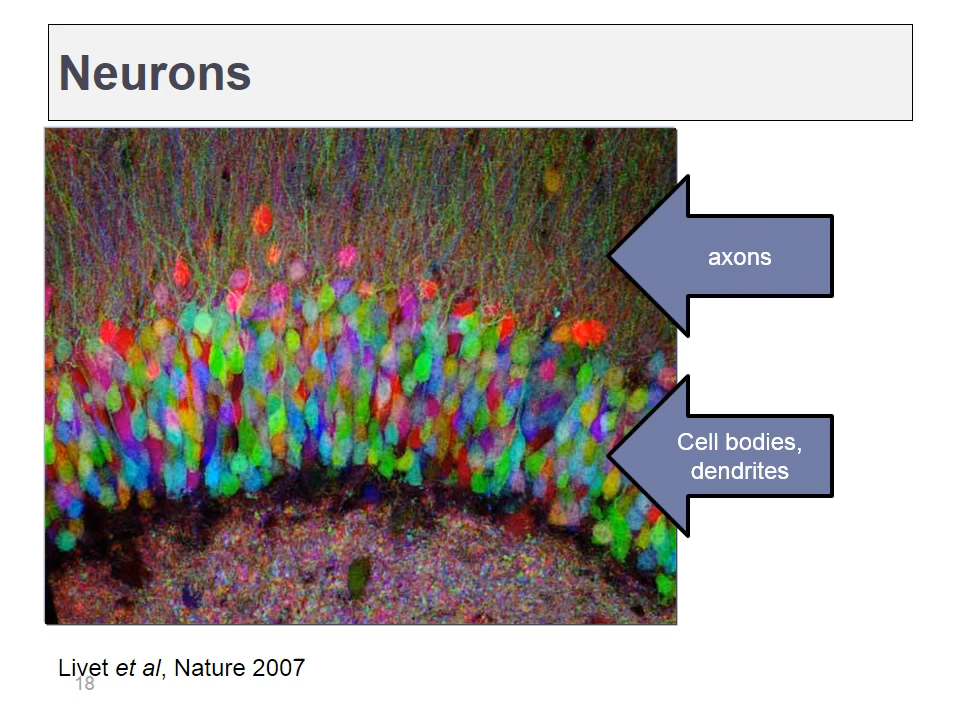 Neurons
axons
Cell bodies,
dendrites
Livet et al, Nature 2007
18